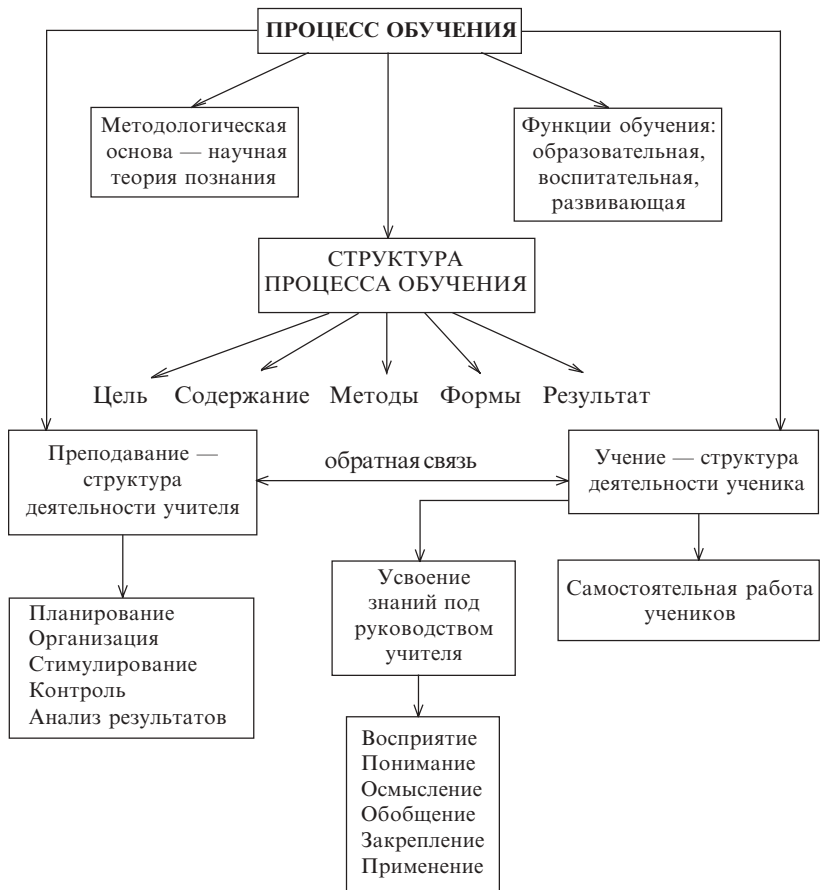 ПРОЦЕСС ОБУЧЕНИЯ
Методологическая
основа — научная
теория познания
Функции обучения:
образовательная,
воспитательная,
развивающая
СТРУКТУРА
ПРОЦЕССА ОБУЧЕНИЯ
Цель Содержание Методы Формы Результат
Преподавание —
структура
деятельности учителя
обратная связь
Учение — структура
деятельности ученика
Планирование
Организация
Стимулирование
Контроль
Анализ результатов
Усвоение
знаний под
руководством
учителя
Самостоятельная работа
учеников
Восприятие
Понимание
Осмысление
Обобщение
Закрепление
Применение